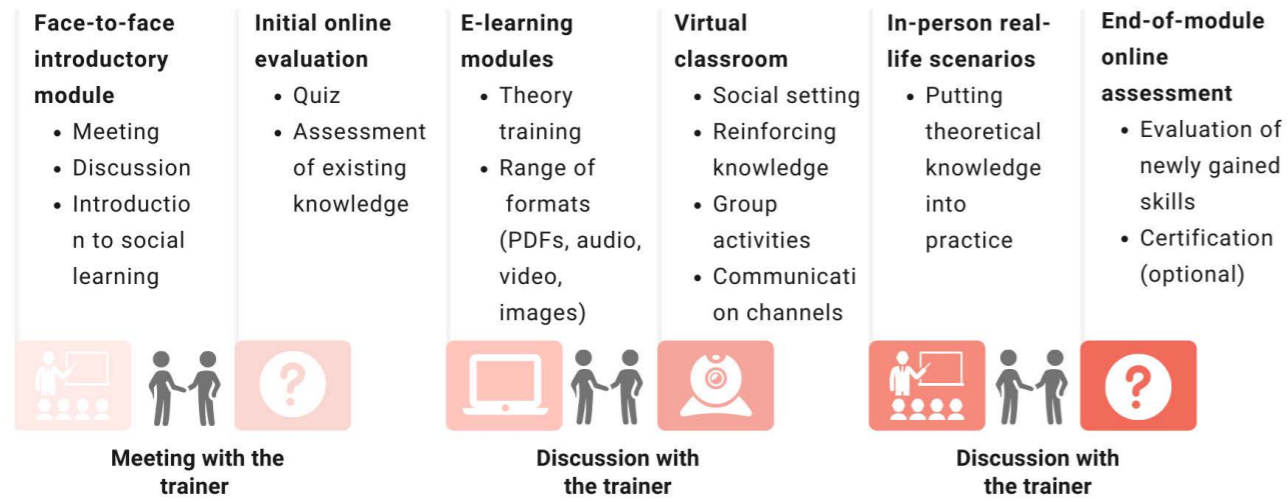 Face-to-face
introductory
module
• Meeting
• Discussion
• Introductio
n to social
learning
Initial online
evaluation
• Quiz
• Assessment
of existing
knowledge
E-learning
modules
• Theory
training
• Range of
formats
(PDFs, audio,
video,
images)
Virtual
classroom
• Social setting
• Reinforcing
knowledge
• Group
activities
• Communicati
on channels
In-person real-
life scenarios
• Putting
theoretical
knowledge
into
practice
End-of-module
online
assessment
• Evaluation of
newly gained
skills
• Certification
(optional)
?
?
Meeting with the
trainer
Discussion with
the trainer
Discussion with
the trainer